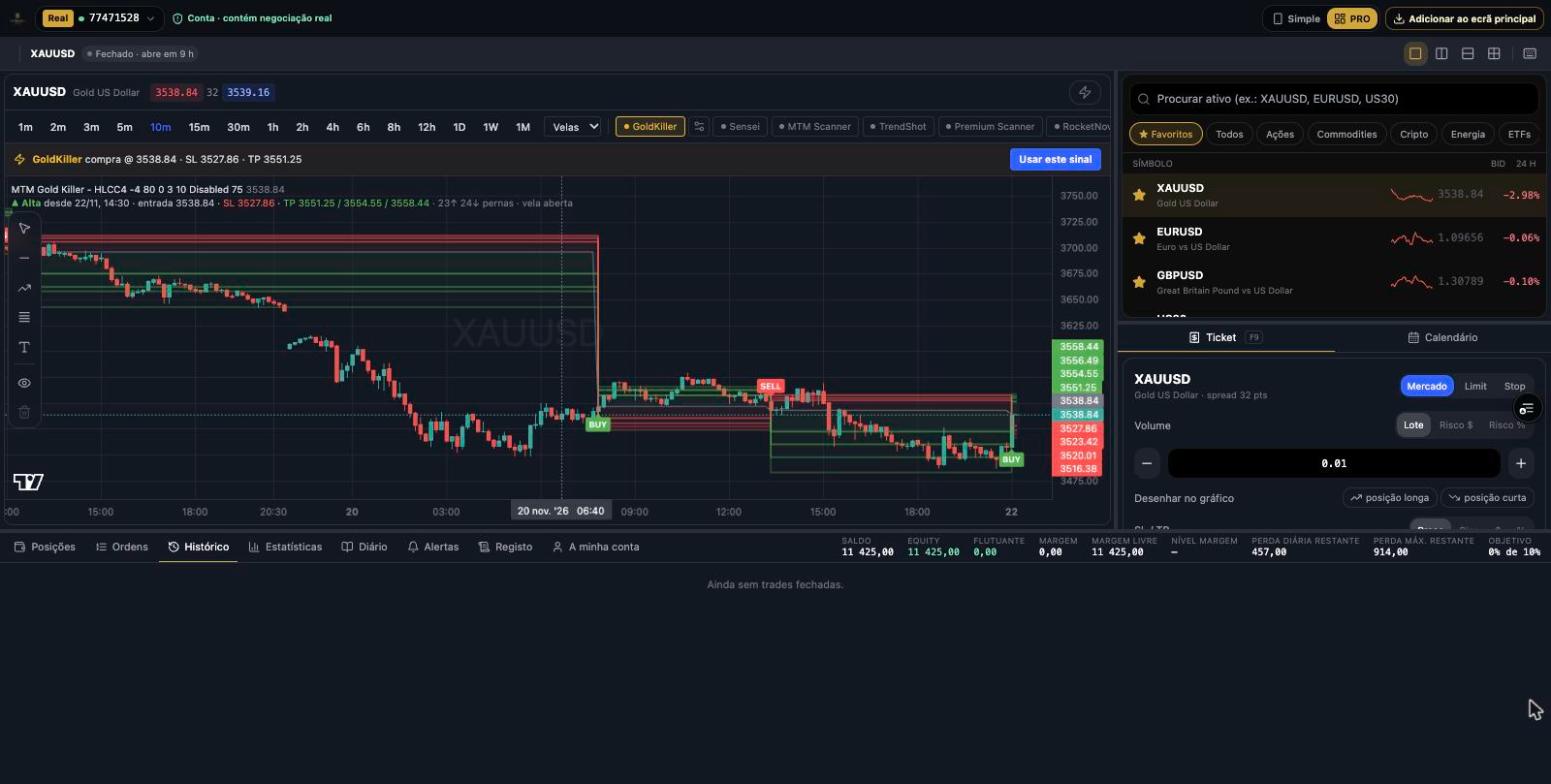 Real 77471528 Conta · contém negociação real Simple PRO Adicionar ao ecrã principal
XAUUSD Fechado · abre em 9 h
XAUUSD Gold US Dollar 3538.84 32 3539.16
1m 2m 3m 5m 10m 15m 30m 1h 2h 4h 6h 8h 12h 1D 1W 1M Velas GoldKiller Sensei MTM Scanner TrendShot Premium Scanner RocketNov
GoldKiller compra @ 3538.84 · SL 3527.86 · TP 3551.25 Usar este sinal
MTM Gold Killer - HLCC4 -4 80 0 3 10 Disabled 75 3538.84
Alta desde 22/11, 14:30 · entrada 3538.84 · SL 3527.86 · TP 3551.25 / 3554.55 / 3558.44 · 23↑ 24↓ pernas · vela aberta
XAUUSD
SELL
BUY
BUY
3750.00
3725.00
3700.00
3675.00
3650.00
3625.00
3558.44
3556.49
3554.55
3551.25
3538.84
3538.84
3527.86
3523.42
3520.01
3516.38
3475.00
:00 15:00 18:00 20:30 20 03:00 20 nov. '26 06:40 09:00 12:00 15:00 18:00 22
Procurar ativo (ex.: XAUUSD, EURUSD, US30)
Favoritos Todos Ações Commodities Cripto Energia ETFs
SÍMBOLO BID 24 H
XAUUSD 3538.84 -2.98%
Gold US Dollar
EURUSD 1.09656 -0.06%
Euro vs US Dollar
GBPUSD 1.30789 -0.10%
Great Britain Pound vs US Dollar
Ticket F9 Calendário
XAUUSD Mercado Limit Stop
Gold US Dollar · spread 32 pts
Volume Lote Risco $ Risco %
− 0.01 +
Desenhar no gráfico posição longa posição curta
Posições Ordens Histórico Estatísticas Diário Alertas Registo A minha conta
SALDO EQUITY FLUTUANTE MARGEM MARGEM LIVRE NÍVEL MARGEM PERDA DIÁRIA RESTANTE PERDA MÁX. RESTANTE OBJETIVO
11 425,00 11 425,00 0,00 0,00 11 425,00 — 457,00 914,00 0% de 10%
Ainda sem trades fechadas.